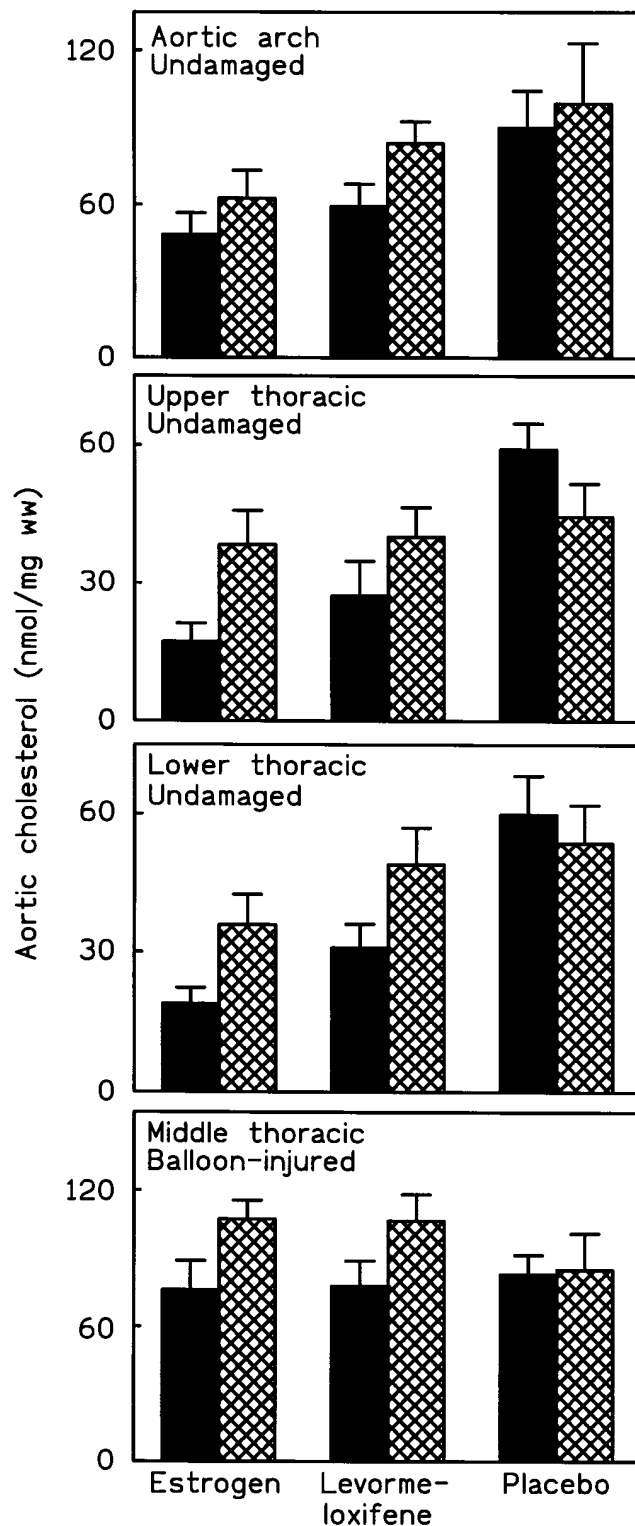 Aortic cholesterol (nmol/mg ww)
Aortic arch
Undamaged
120
60
0
Upper thoracic
Undamaged
60
30
0
Lower thoracic
Undamaged
60
30
0
Middle thoracic
Balloon-injured
120
60
0
Estrogen
Levorme-
loxifene
Placebo